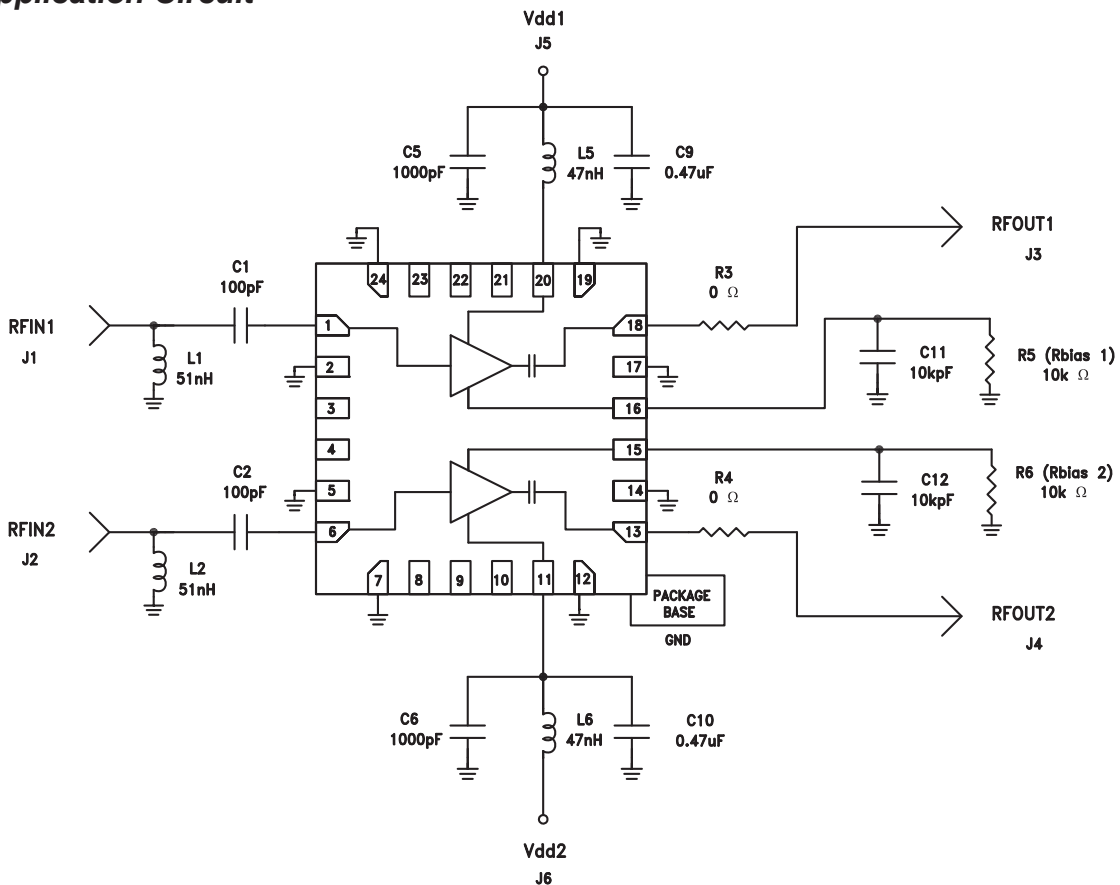 pplication Circuit
Vdd1
J5
C5
1000pF
L5
47nH
C9
0.47uF
24
23
22
21
20
19
C1
100pF
R3
0 Ω
RFOUT1
J3
RFIN1
J1
L1
51nH
1
2
3
4
5
6
18
17
16
15
14
13
C11
10kpF
R5 (Rbias 1)
10k Ω
C2
100pF
R4
0 Ω
C12
10kpF
R6 (Rbias 2)
10k Ω
RFIN2
J2
L2
51nH
7
8
9
10
11
12
PACKAGE
BASE
GND
RFOUT2
J4
C6
1000pF
L6
47nH
C10
0.47uF
Vdd2
J6